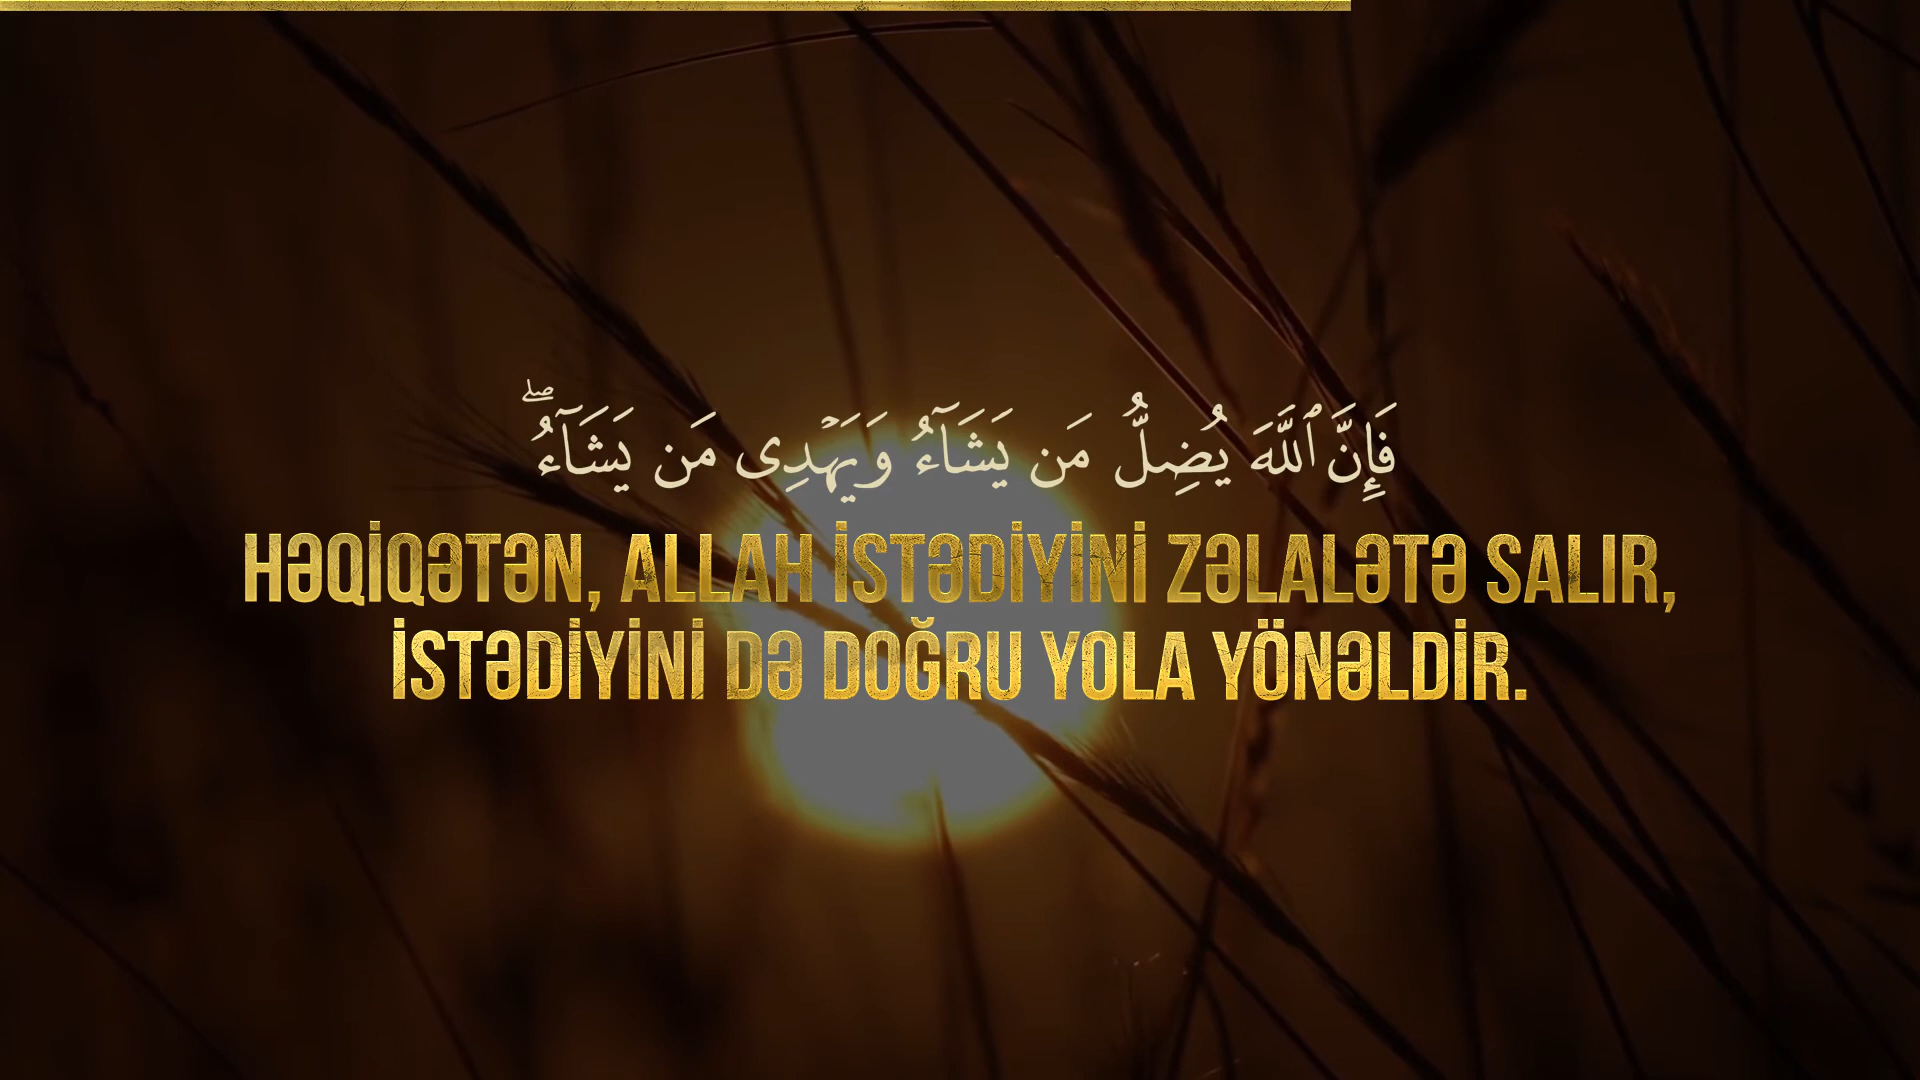 فَإِنَّ ٱللَّهَ يُضِلُّ مَن يَشَآءُ وَيَهْدِى مَن يَشَآءُ ۖ
HƏQİQƏTƏN, ALLAH İSTƏDİYİNİ ZƏLALƏTƏ SALIR,
İSTƏDİYİNİ DƏ DOĞRU YOLA YÖNƏLDİR.